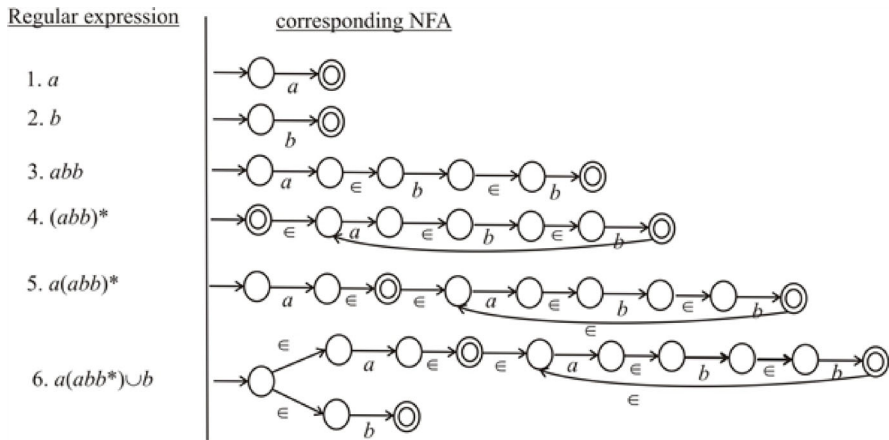 Regular expression corresponding NFA
1. a
a
2. b
b
3. abb
a ∈ b ∈ b
4. (abb)*
∈ a ∈ b ∈ b
5. a(abb)*
a ∈ ∈ a ∈ b ∈ b
∈
∈ a ∈ ∈ a ∈ b ∈ b
6. a(abb*)∪b
∈
∈ b